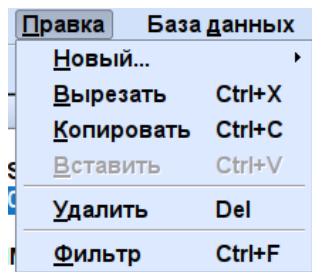 Правка База данных
Новый...
Вырезать Ctrl+X
Копировать Ctrl+C
Вставить Ctrl+V
Удалить Del
Фильтр Ctrl+F